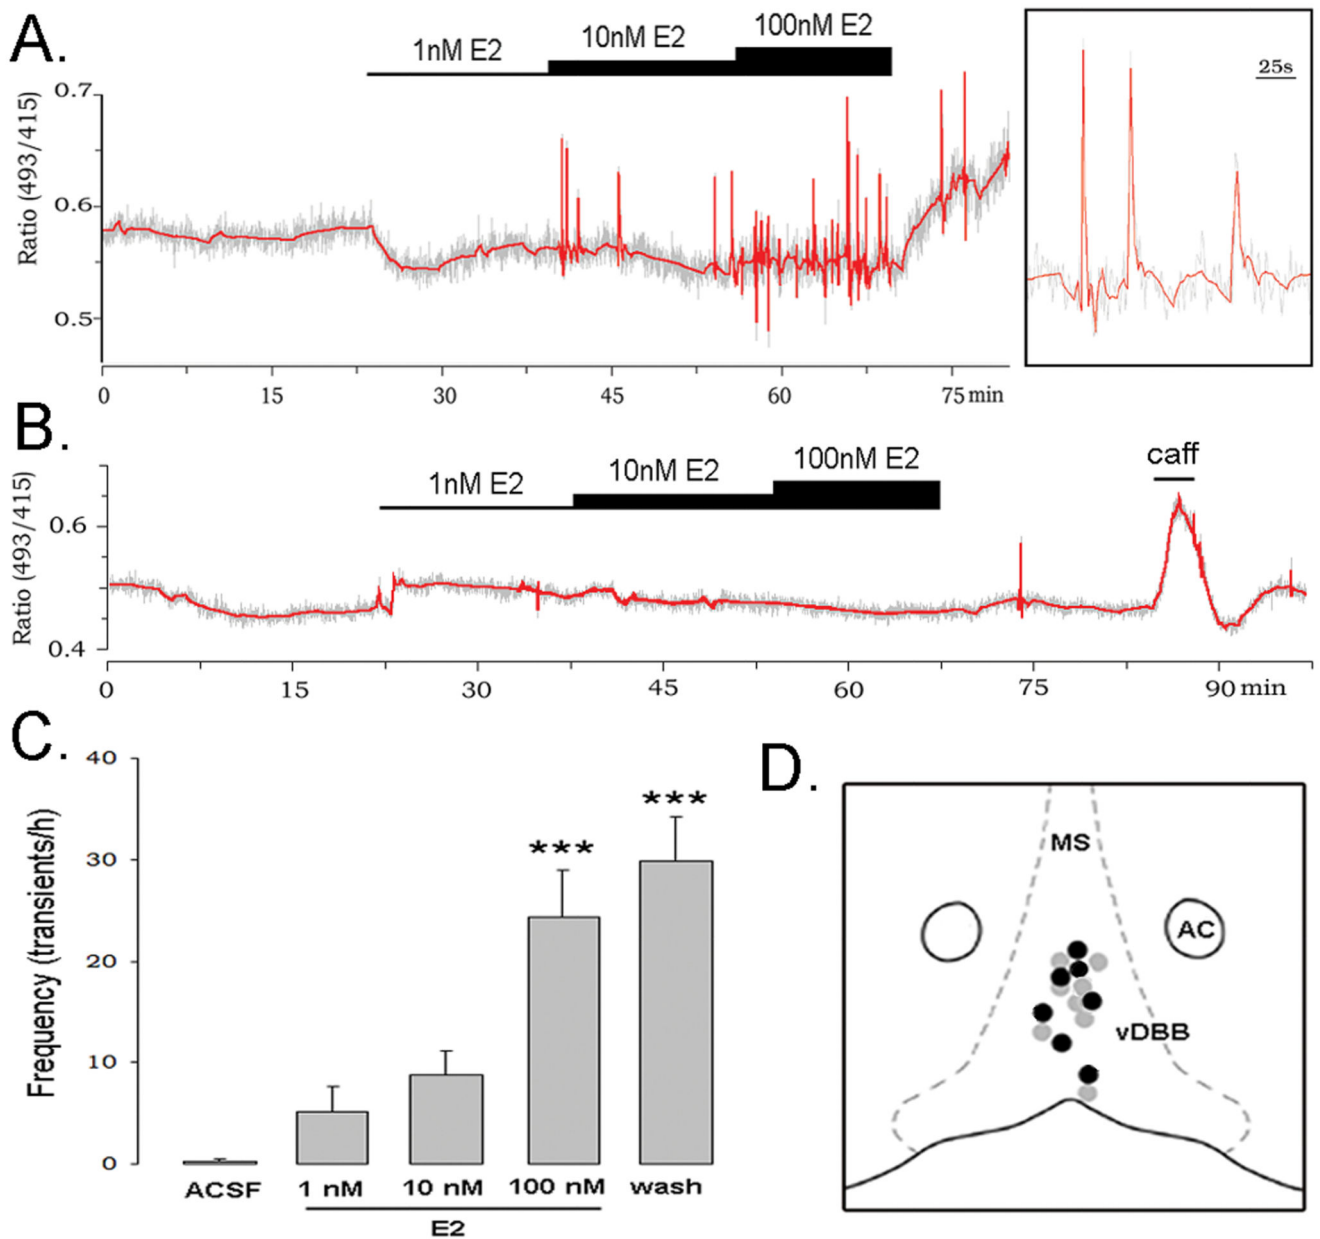 A.
1nM E2
10nM E2
100nM E2
25s
Ratio (493/415)
0.7
0.6
0.5
0 15 30 45 60 75 min
B.
1nM E2
10nM E2
100nM E2
caff
Ratio (493/415)
0.6
0.4
0 15 30 45 60 75 90 min
C.
Frequency (transients/h)
40
30
20
10
0
***
***
ACSF 1 nM 10 nM 100 nM wash
E2
D.
MS
AC
vDBB